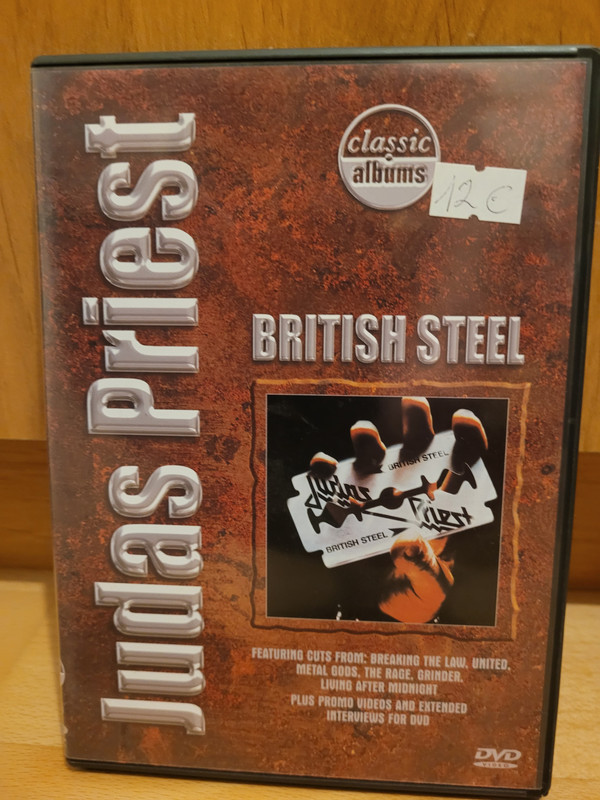 Judas Priest
classic
albums
12 €
BRITISH STEEL
BRITISH STEEL
Judas
Priest
BRITISH STEEL
FEATURING CUTS FROM: BREAKING THE LAW, UNITED,
METAL GODS, THE RAGE, GRINDER,
LIVING AFTER MIDNIGHT
PLUS PROMO VIDEOS AND EXTENDED
INTERVIEWS FOR DVD
DVD
VIDEO